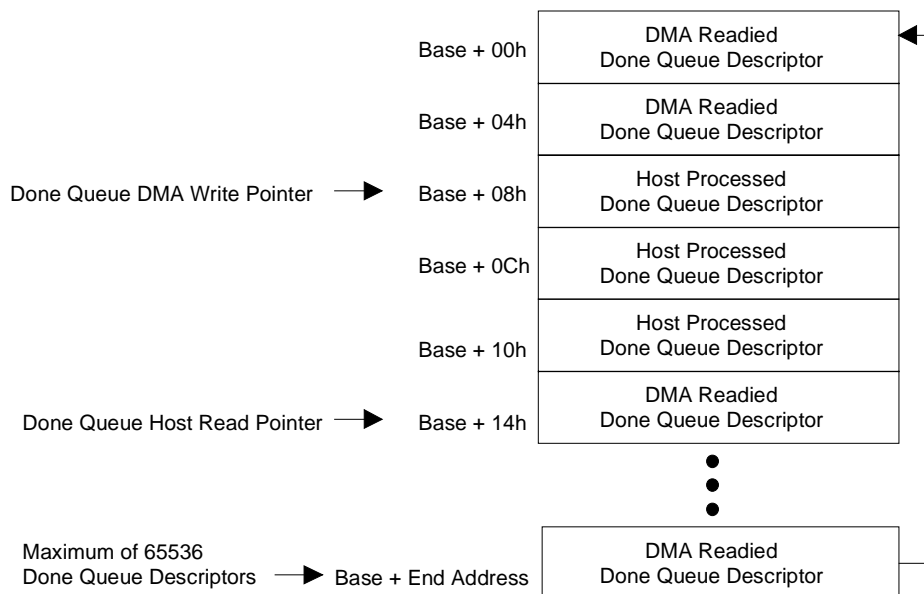 Base + 00h
DMA Readied
Done Queue Descriptor
Base + 04h
DMA Readied
Done Queue Descriptor
Done Queue DMA Write Pointer
Base + 08h
Host Processed
Done Queue Descriptor
Base + 0Ch
Host Processed
Done Queue Descriptor
Base + 10h
Host Processed
Done Queue Descriptor
Done Queue Host Read Pointer
Base + 14h
DMA Readied
Done Queue Descriptor
Maximum of 65536
Done Queue Descriptors
Base + End Address
DMA Readied
Done Queue Descriptor